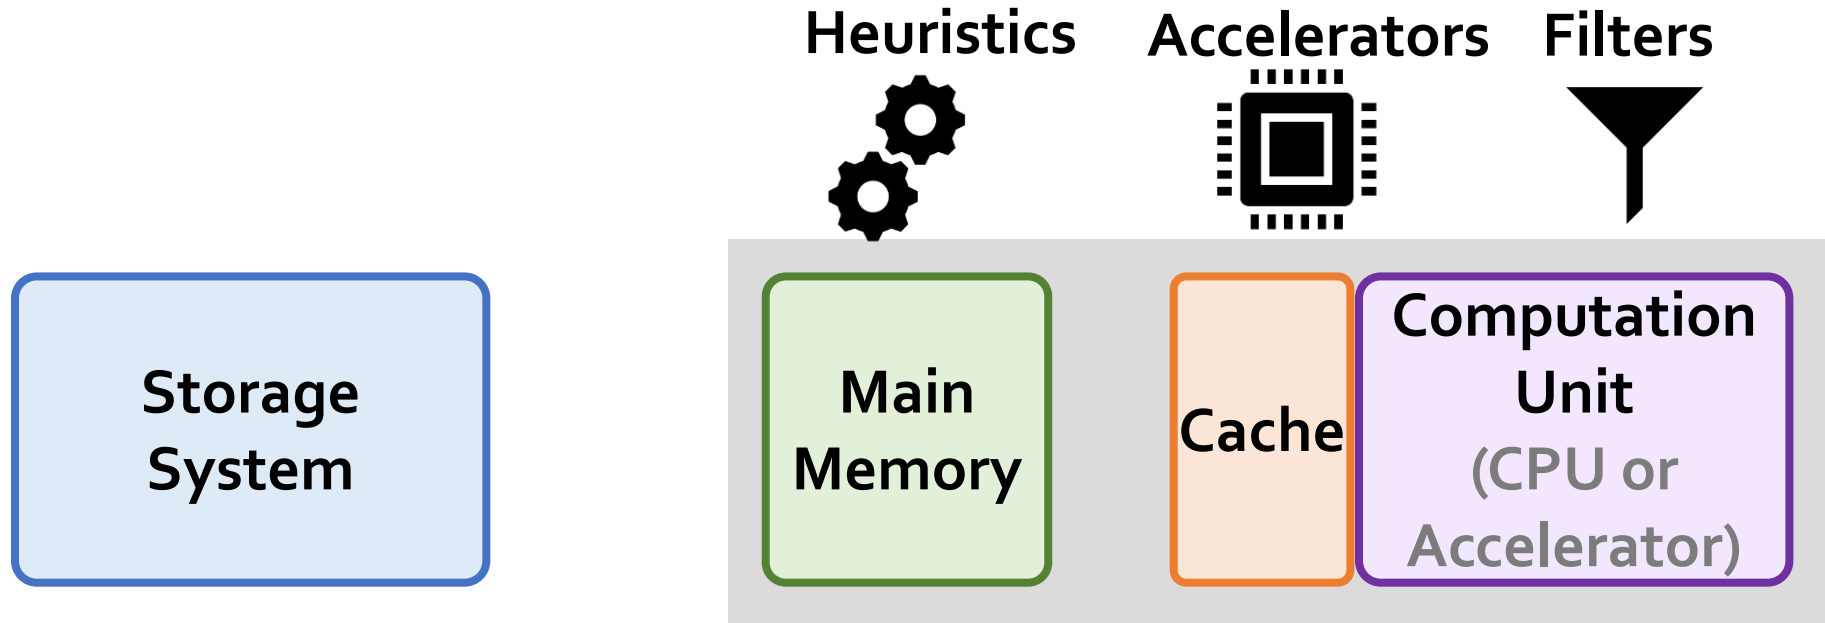 Heuristics
Accelerators
Filters
Storage
System
Main
Memory
Cache
Computation
Unit
(CPU or
Accelerator)